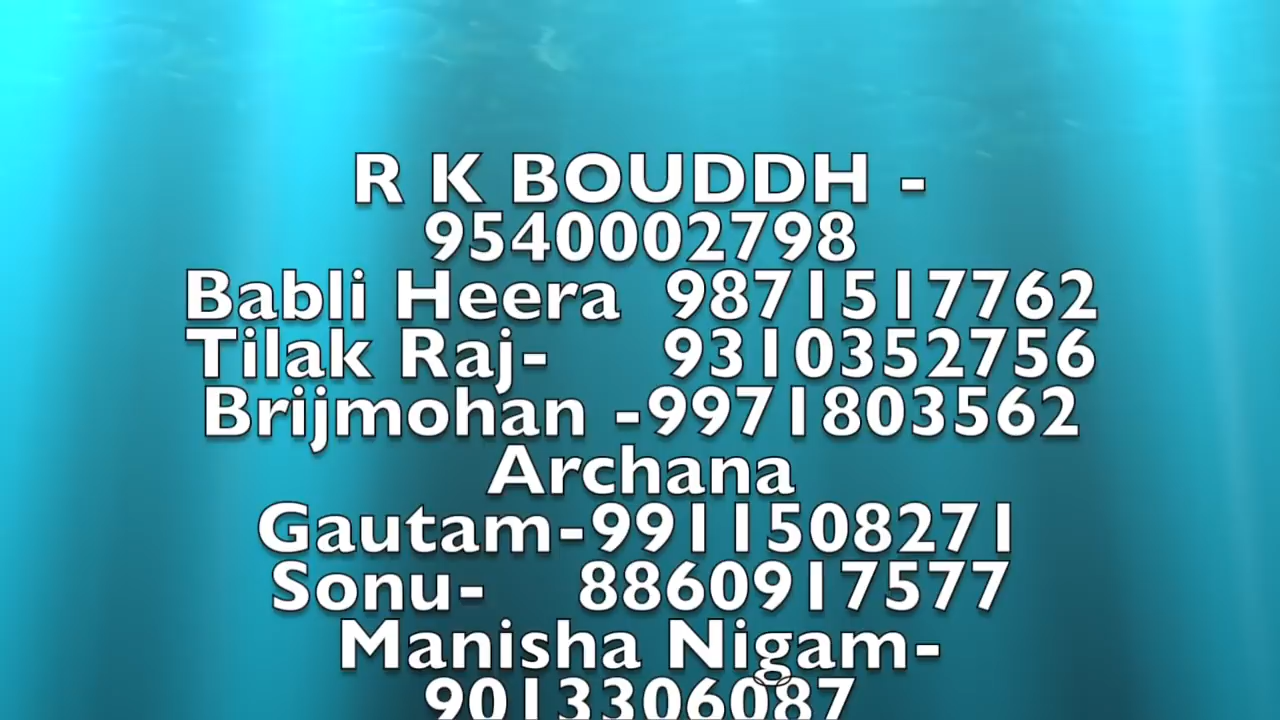 R K BOUDDH -
9540002798
Babli Heera 9871517762
Tilak Raj- 9310352756
Brijmohan -9971803562
Archana
Gautam-9911508271
Sonu- 8860917577
Manisha Nigam-
9013306087